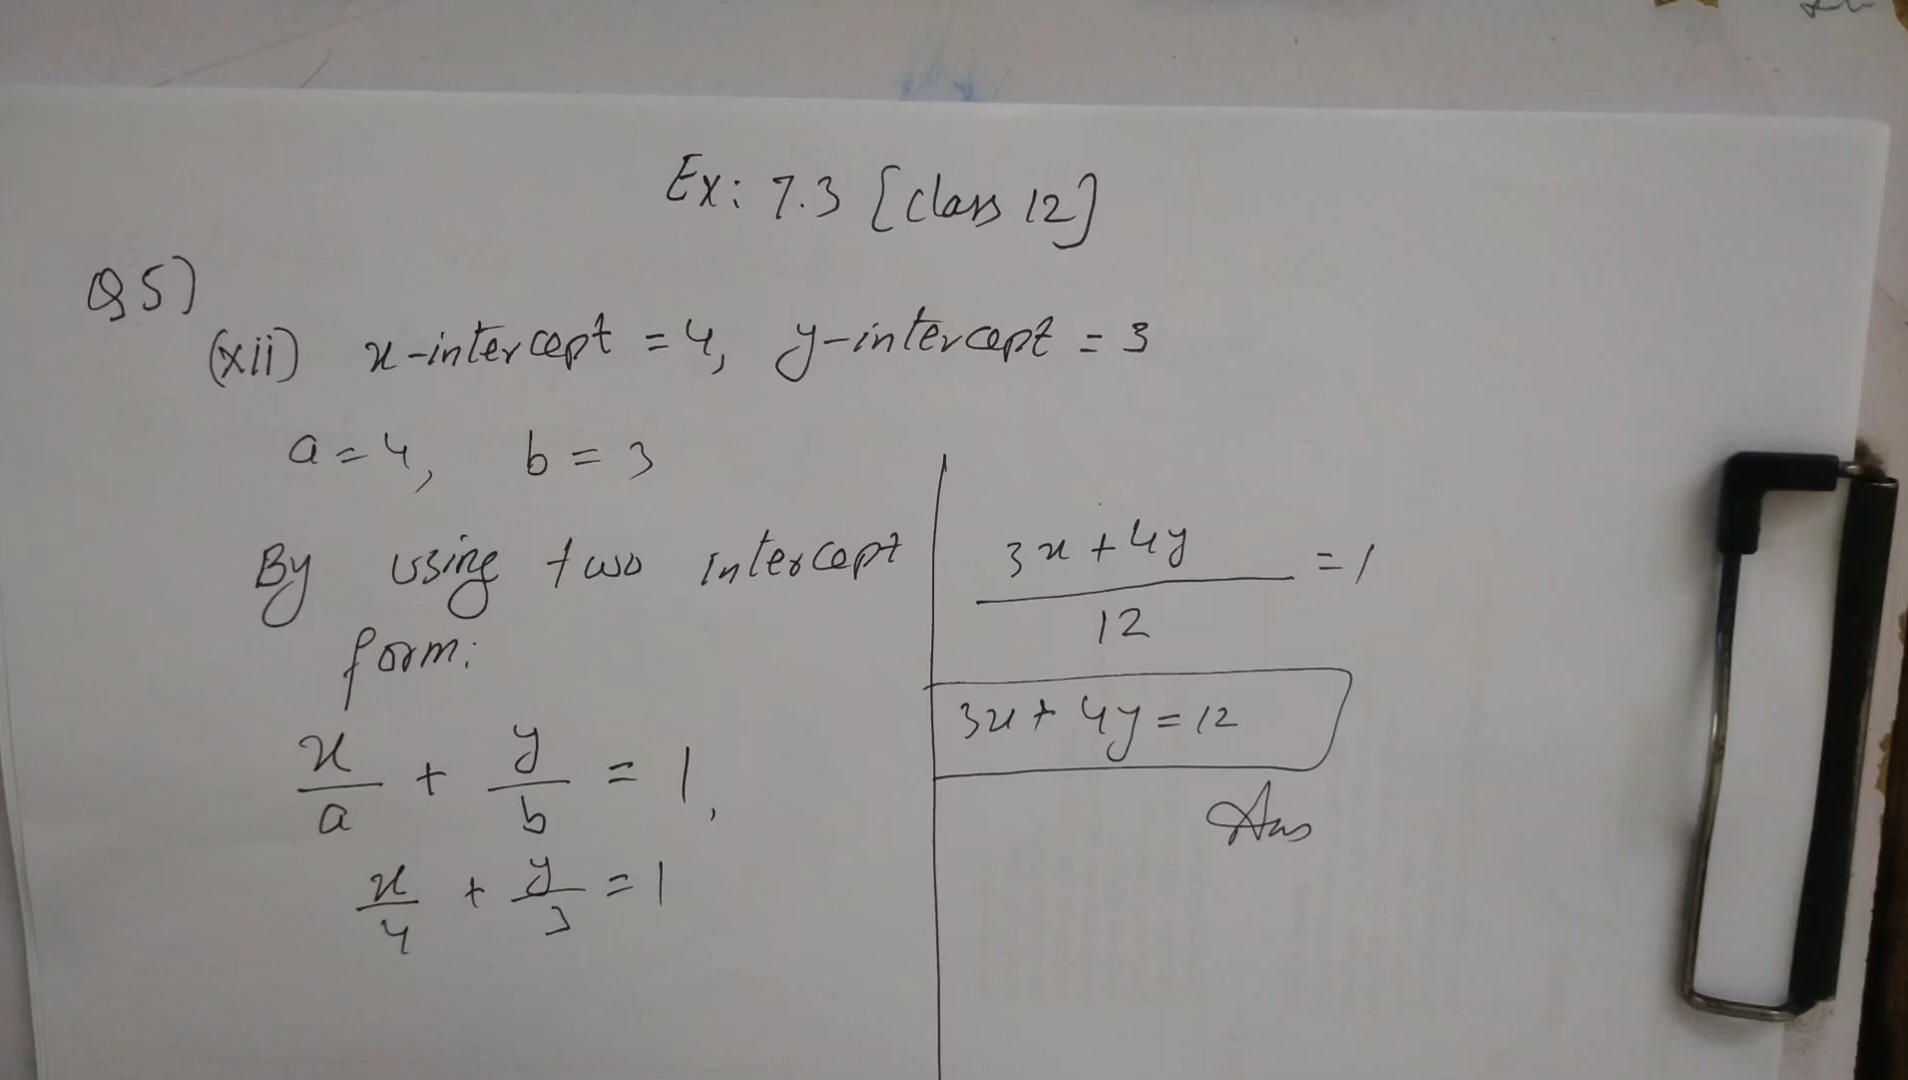 Ex: 7.3 [class 12]
Q5)
(xii) x-intercept = 4, y-intercept = 3
a = 4, b = 3
By using two intercept
form:
x/a + y/b = 1,
x/4 + y/3 = 1
3x + 4y / 12 = 1
3x + 4y = 12
Ans